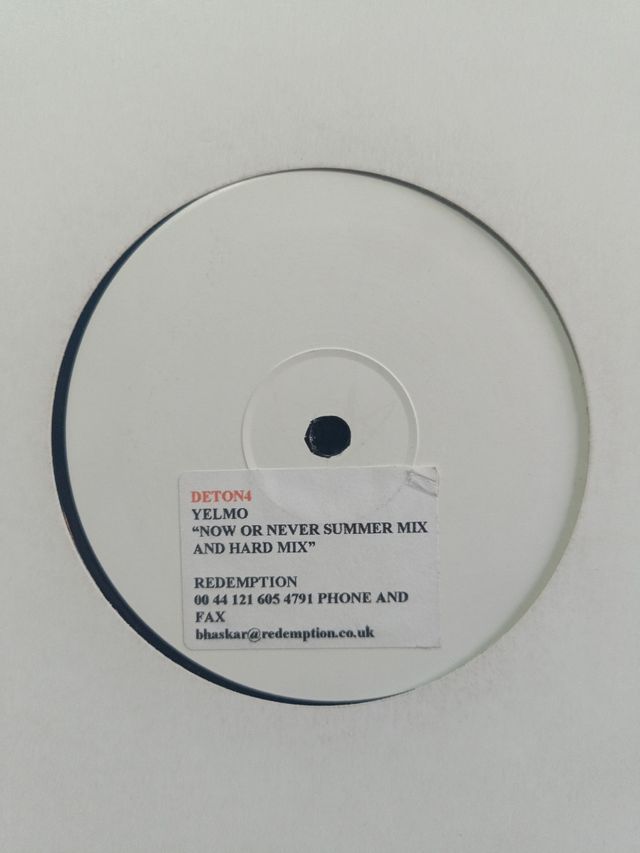 DETON4
YELMO
“NOW OR NEVER SUMMER MIX
AND HARD MIX”
REDEMPTION
00 44 121 605 4791 PHONE AND
FAX
bhaskar@redemption.co.uk